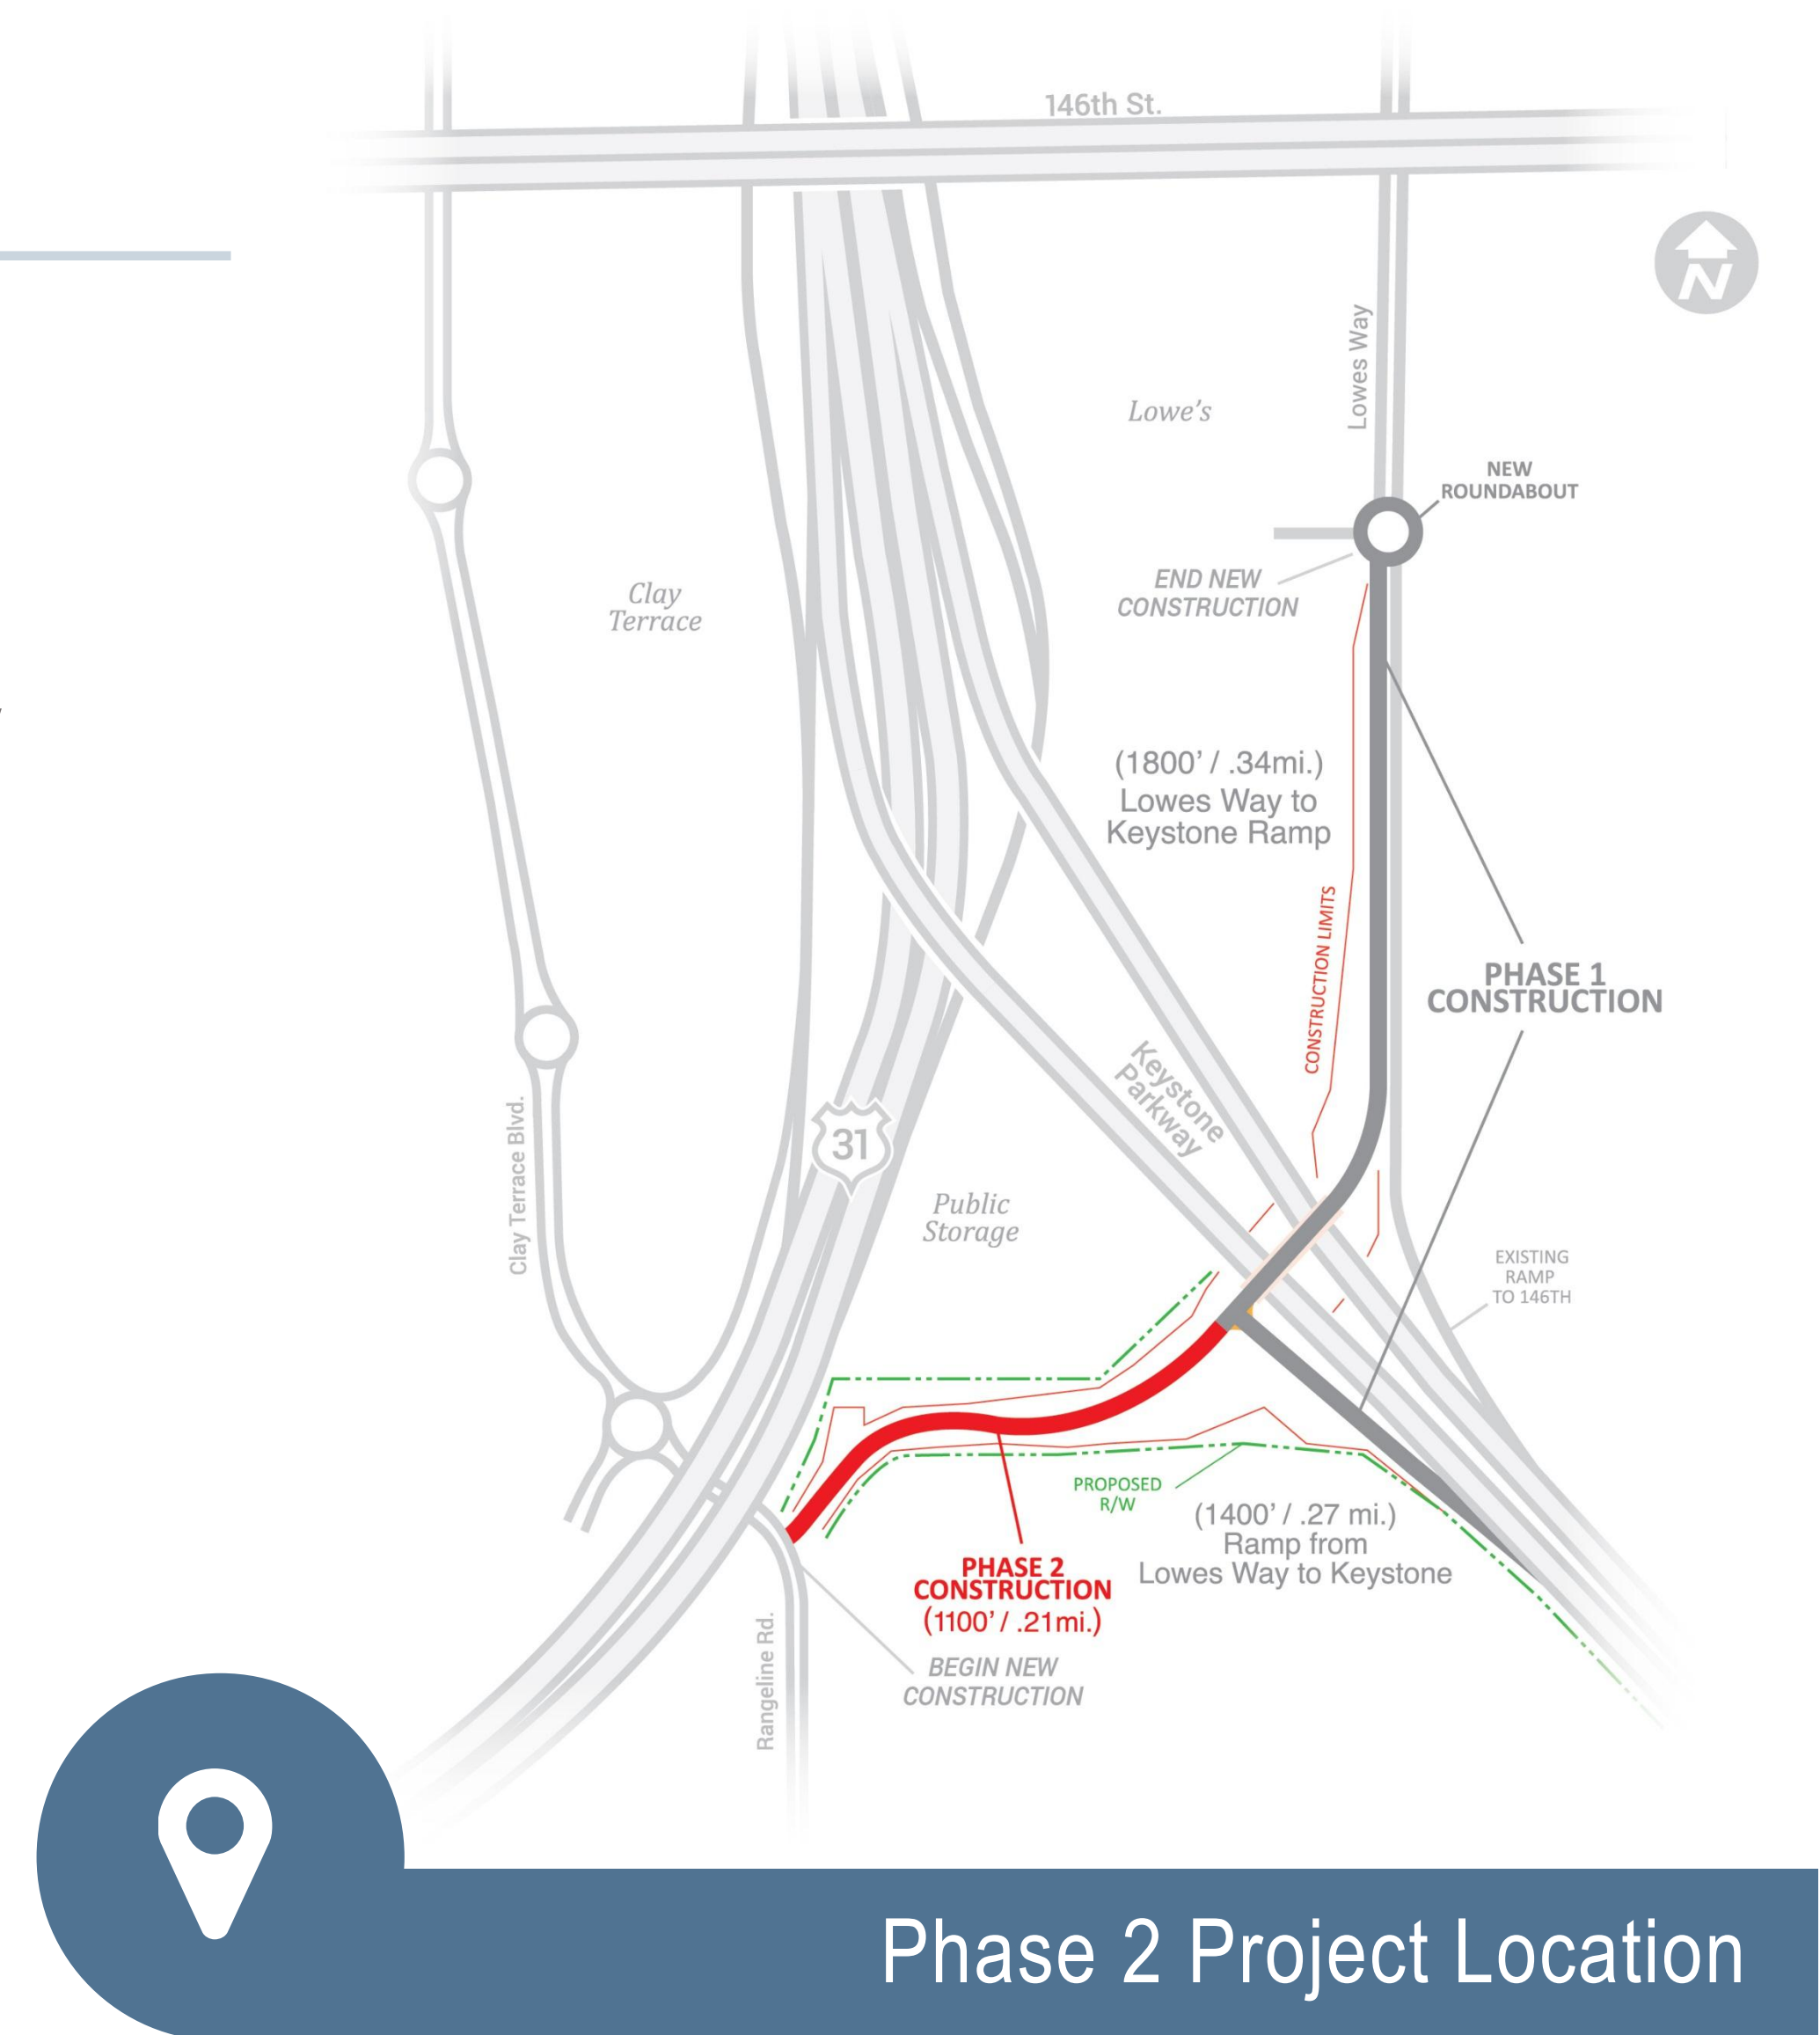 146th St.
N
Lowes Way
Lowe's
NEW
ROUNDABOUT
END NEW
CONSTRUCTION
Clay
Terrace
(1800’ / .34mi.)
Lowes Way to
Keystone Ramp
CONSTRUCTION LIMITS
PHASE 1
CONSTRUCTION
Keystone
Parkway
Clay Terrace Blvd.
31
Public
Storage
EXISTING
RAMP
TO 146TH
PROPOSED
R/W
(1400’ / .27 mi.)
Ramp from
Lowes Way to Keystone
PHASE 2
CONSTRUCTION
(1100’ / .21mi.)
Rangeline Rd.
BEGIN NEW
CONSTRUCTION
Phase 2 Project Location